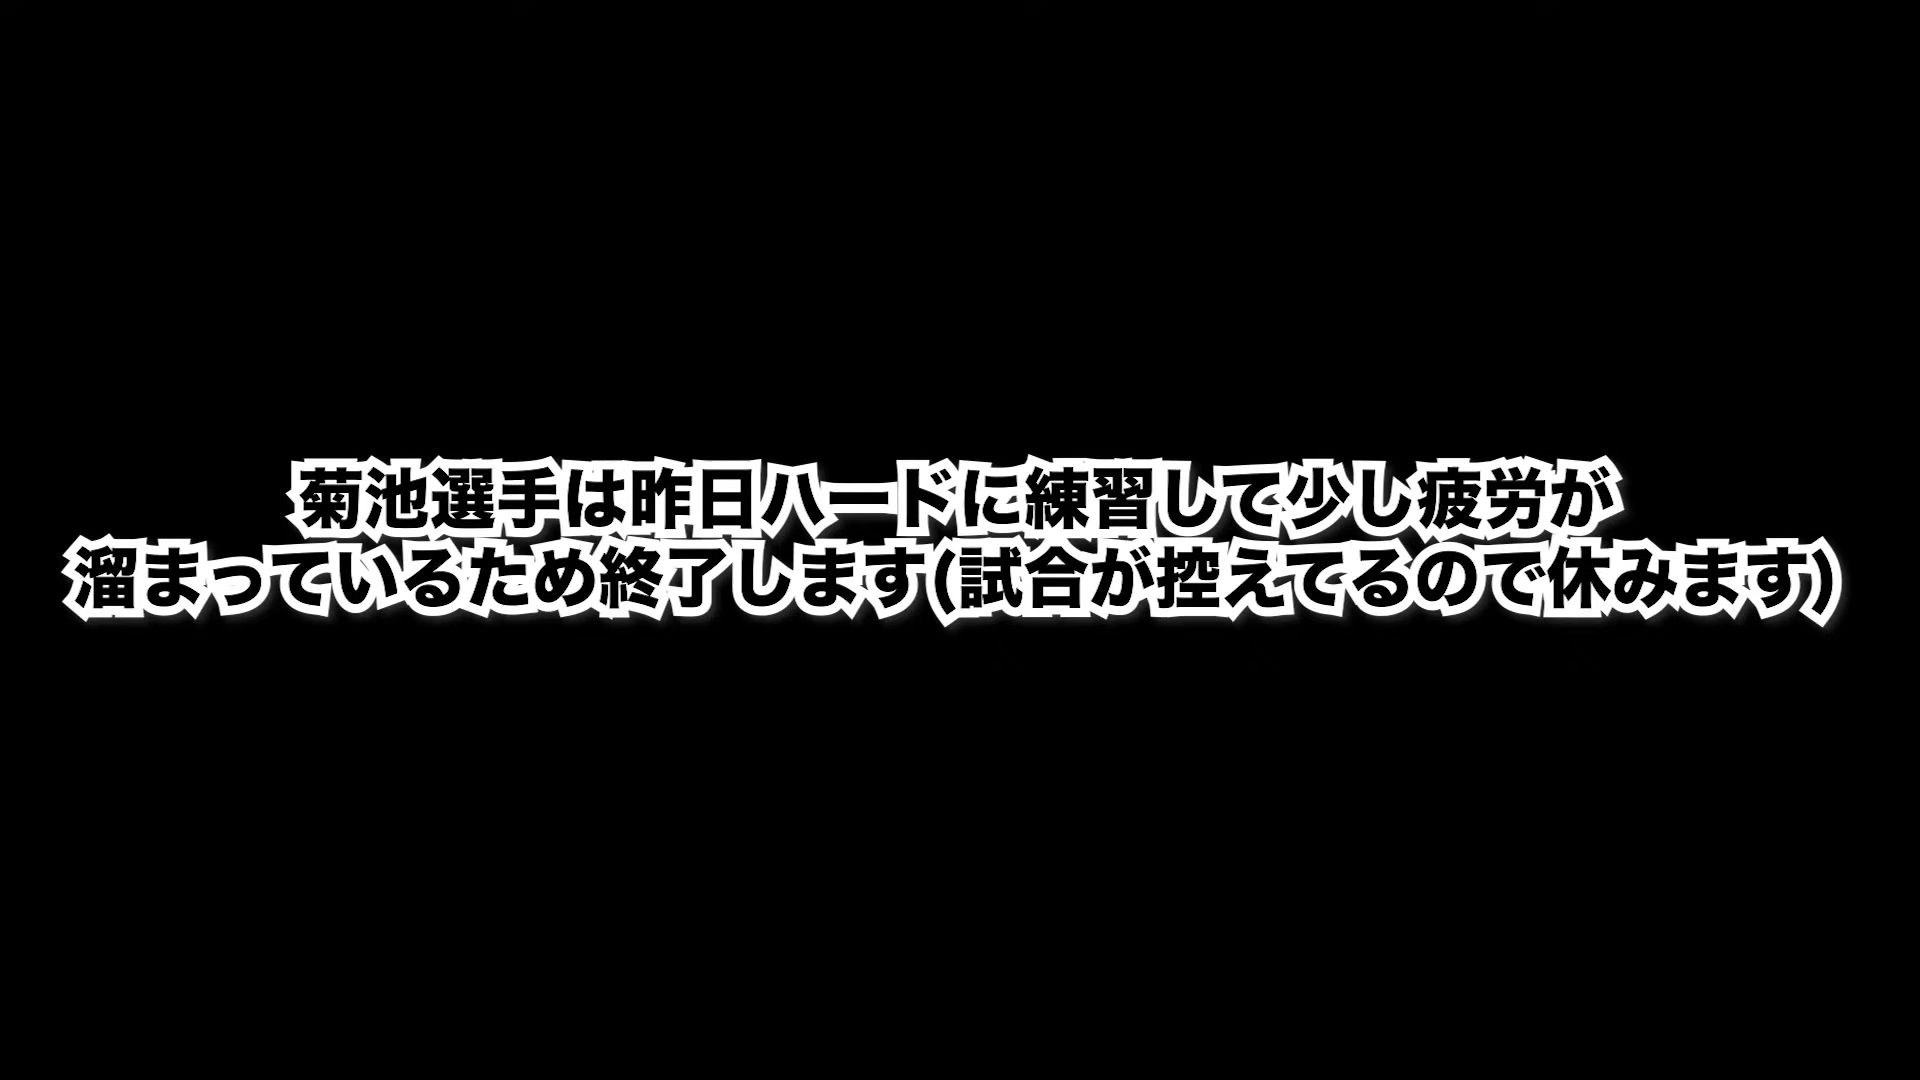 菊池選手は昨日ハードに練習して少し疲労が
溜まっているため終了します(試合が控えてるので休みます)